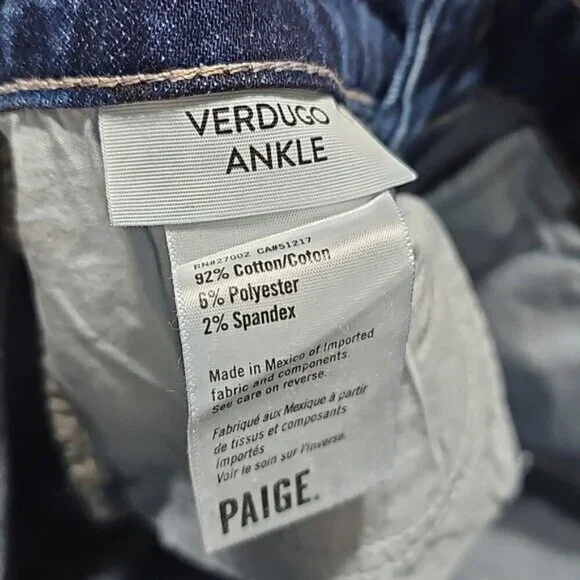 VERDUGO
ANKLE
RN#27002 CA#51217
92% Cotton/Coton
6% Polyester
2% Spandex
Made in Mexico of Imported
fabric and components.
See care on reverse.
Fabriqué aux Mexique à partir
de tissus et composants
importés
Voir le soin sur l'inverse.
PAIGE.